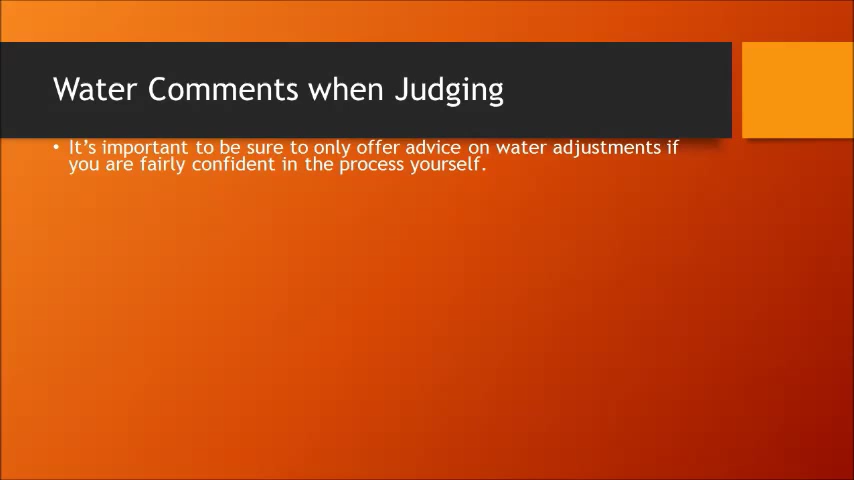 Water Comments when Judging
• It’s important to be sure to only offer advice on water adjustments if
you are fairly confident in the process yourself.